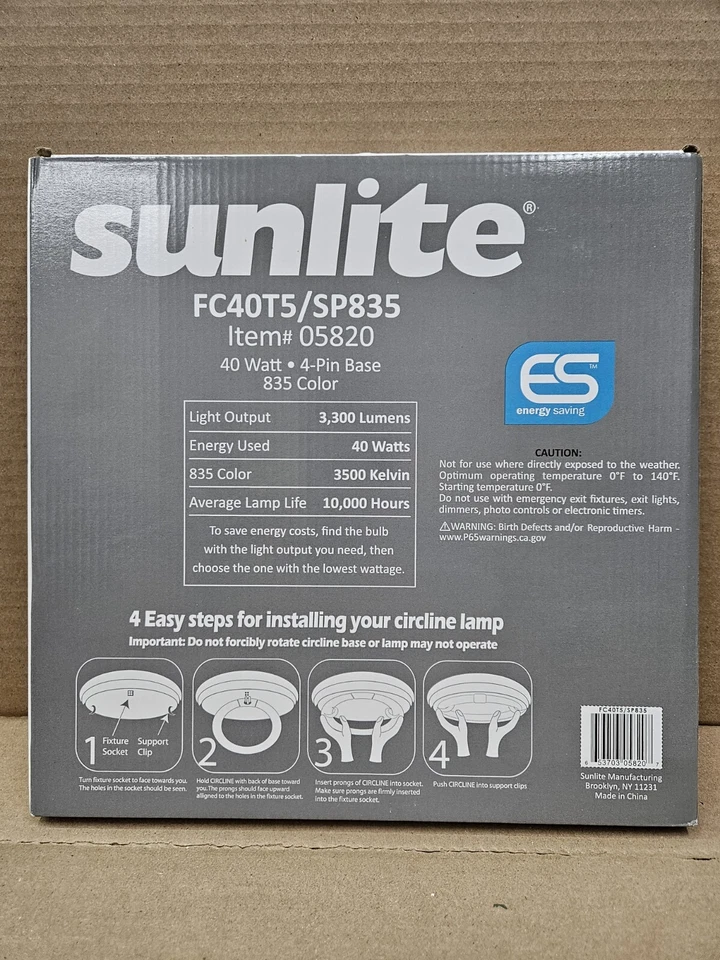 sunlite®
FC40T5/SP835
Item# 05820
40 Watt • 4-Pin Base
835 Color
Light Output 3,300 Lumens
Energy Used 40 Watts
835 Color 3500 Kelvin
Average Lamp Life 10,000 Hours
To save energy costs, find the bulb
with the light output you need, then
choose the one with the lowest wattage.
ES™
energy saving
CAUTION:
Not for use where directly exposed to the weather.
Optimum operating temperature 0°F to 140°F.
Starting temperature 0°F.
Do not use with emergency exit fixtures, exit lights,
dimmers, photo controls or electronic timers.
⚠WARNING: Birth Defects and/or Reproductive Harm -
www.P65warnings.ca.gov
4 Easy steps for installing your circline lamp
Important: Do not forcibly rotate circline base or lamp may not operate
1 Fixture Socket Support Clip
Turn fixture socket to face towards you.
The holes in the socket should be seen.
2
Hold CIRCLINE with back of base toward
you. The prongs should face upward
alligned to the holes in the fixture socket.
3
Insert prongs of CIRCLINE into socket.
Make sure prongs are firmly inserted
into the fixture socket.
4
Push CIRCLINE into support clips
FC40T5/SP835
6 53703 05820 7
Sunlite Manufacturing
Brooklyn, NY 11231
Made in China